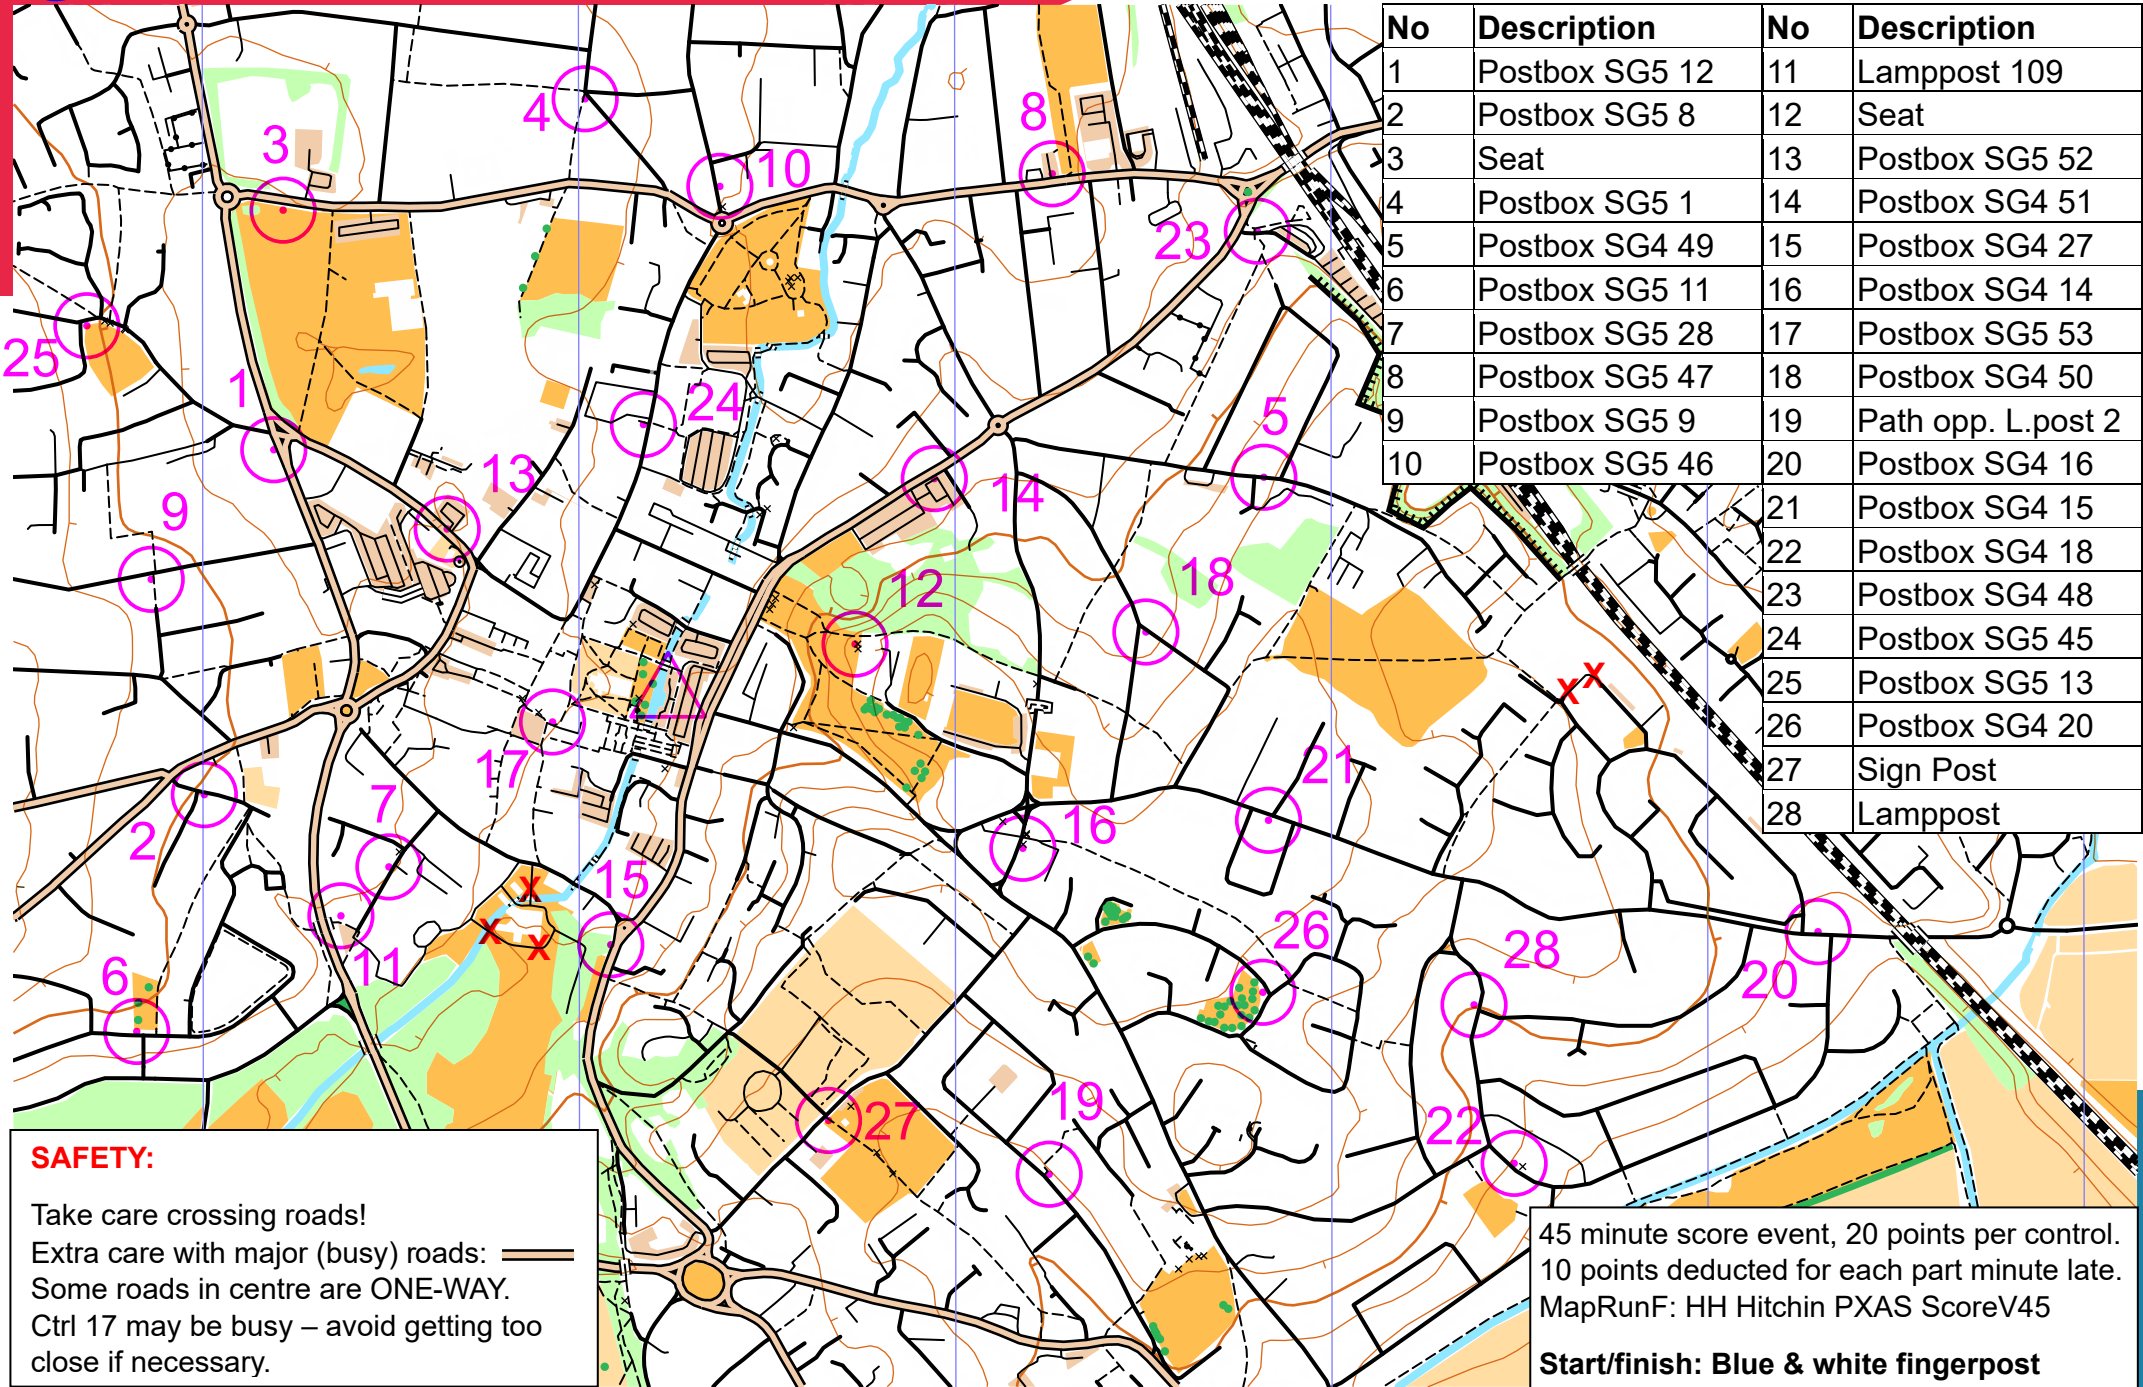 No Description No Description
1 Postbox SG5 12 11 Lamppost 109
2 Postbox SG5 8 12 Seat
3 Seat 13 Postbox SG5 52
4 Postbox SG5 1 14 Postbox SG4 51
5 Postbox SG4 49 15 Postbox SG4 27
6 Postbox SG5 11 16 Postbox SG4 14
7 Postbox SG5 28 17 Postbox SG5 53
8 Postbox SG5 47 18 Postbox SG4 50
9 Postbox SG5 9 19 Path opp. L.post 2
10 Postbox SG5 46 20 Postbox SG4 16
21 Postbox SG4 15
22 Postbox SG4 18
23 Postbox SG4 48
24 Postbox SG5 45
25 Postbox SG5 13
26 Postbox SG4 20
27 Sign Post
28 Lamppost
4
8
3
10
23
25
1
24
5
13
14
9
12
18
17
21
7
2
16
15
26
28
11
6
20
19
27
22
X X
X
X
X
SAFETY:
Take care crossing roads!
Extra care with major (busy) roads:
Some roads in centre are ONE-WAY.
Ctrl 17 may be busy – avoid getting too
close if necessary.
45 minute score event, 20 points per control.
10 points deducted for each part minute late.
MapRunF: HH Hitchin PXAS ScoreV45
Start/finish: Blue & white fingerpost